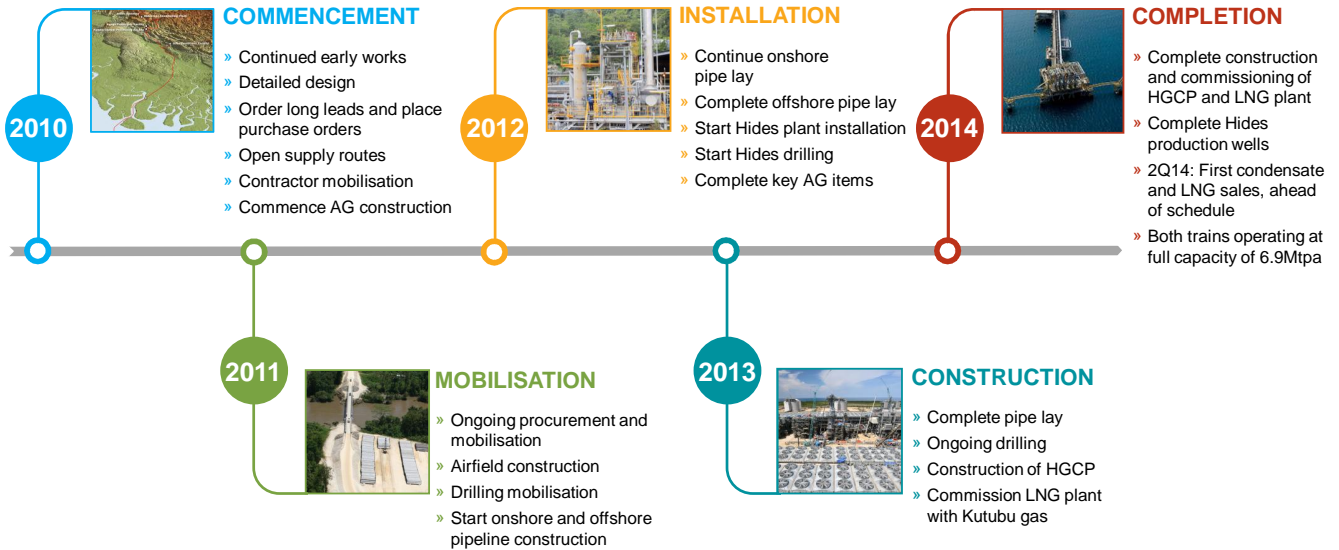 COMMENCEMENT
» Continued early works
» Detailed design
» Order long leads and place
purchase orders
» Open supply routes
» Contractor mobilisation
» Commence AG construction
2010
INSTALLATION
» Continue onshore
pipe lay
» Complete offshore pipe lay
» Start Hides plant installation
» Start Hides drilling
» Complete key AG items
2012
COMPLETION
» Complete construction
and commissioning of
HGCP and LNG plant
» Complete Hides
production wells
» 2Q14: First condensate
and LNG sales, ahead
of schedule
» Both trains operating at
full capacity of 6.9Mtpa
2014
2011
MOBILISATION
» Ongoing procurement and
mobilisation
» Airfield construction
» Drilling mobilisation
» Start onshore and offshore
pipeline construction
2013
CONSTRUCTION
» Complete pipe lay
» Ongoing drilling
» Construction of HGCP
» Commission LNG plant
with Kutubu gas